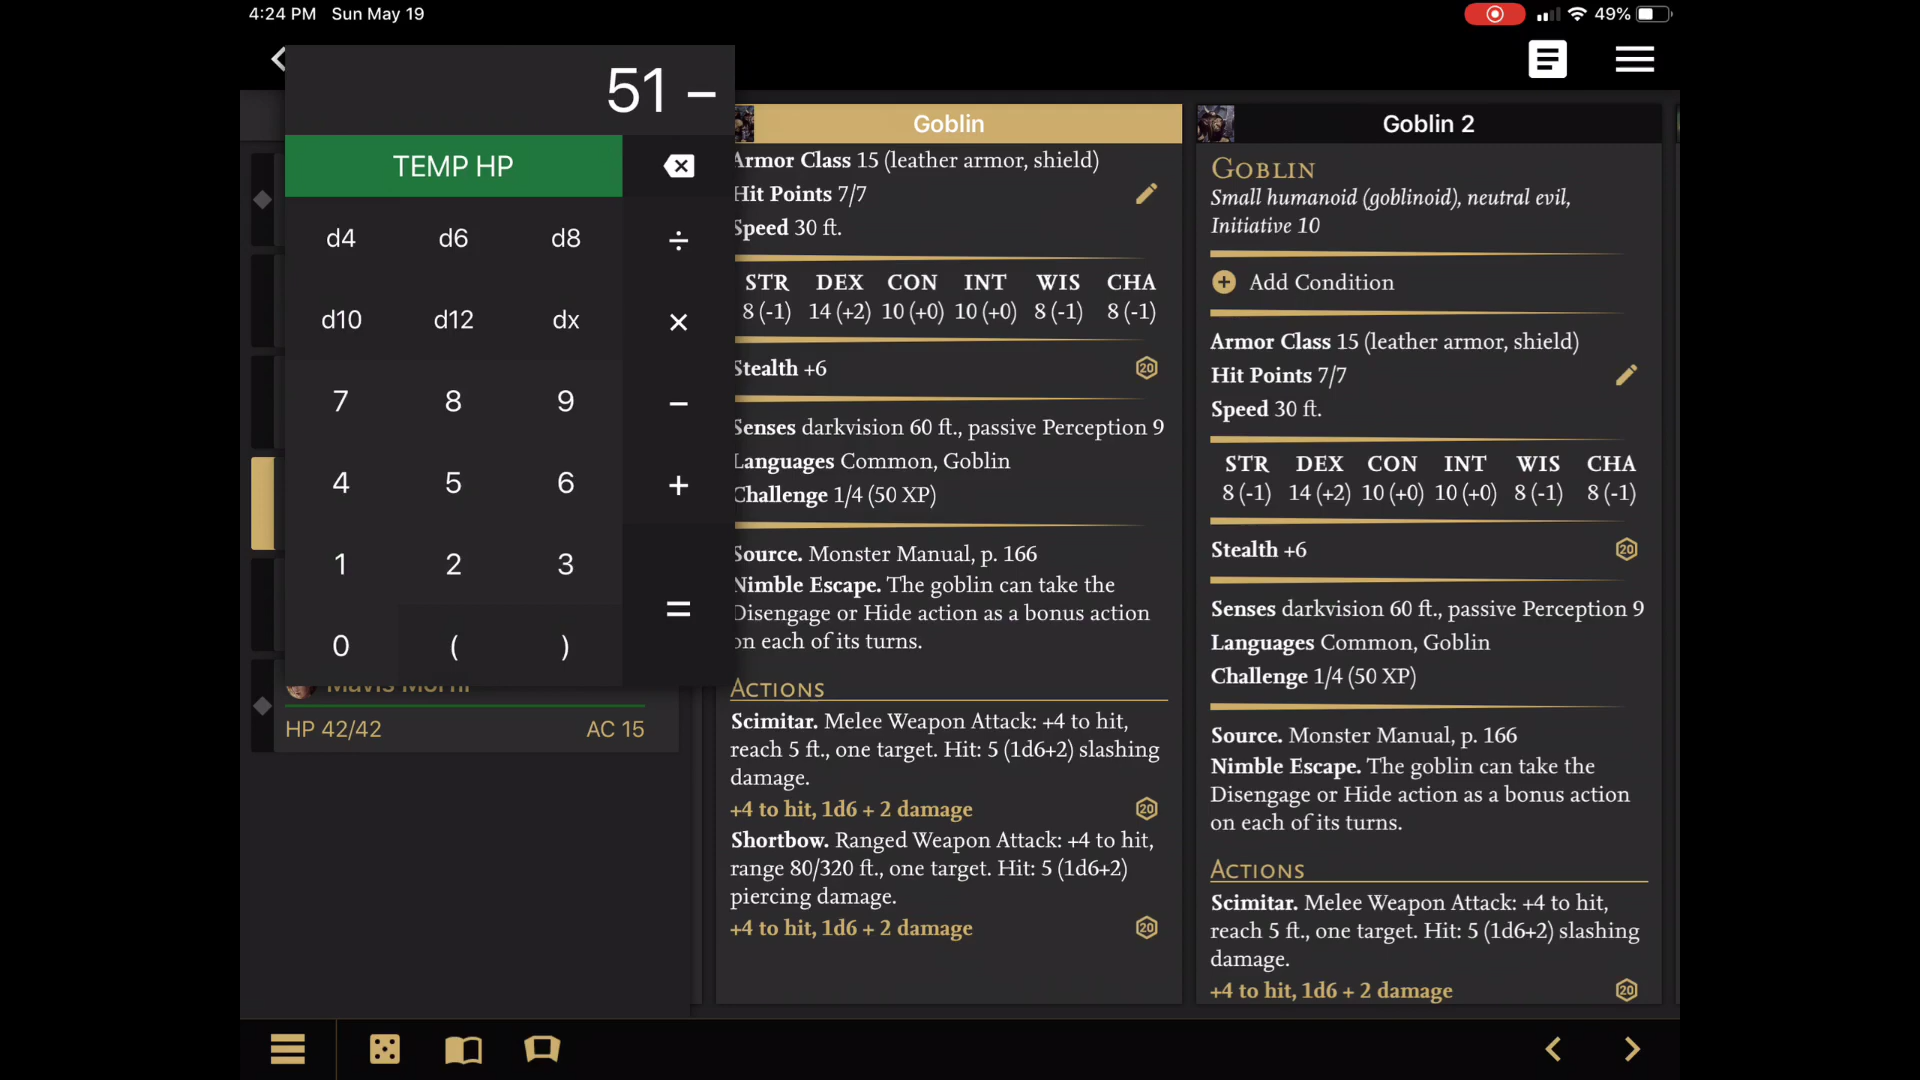 4:24 PM Sun May 19
49%
51 –
TEMP HP
d4 d6 d8 ÷
d10 d12 dx ×
7 8 9 −
4 5 6 +
1 2 3 =
0 ( )
HP 42/42 AC 15
Goblin
Armor Class 15 (leather armor, shield)
Hit Points 7/7
Speed 30 ft.
STR DEX CON INT WIS CHA
8 (-1) 14 (+2) 10 (+0) 10 (+0) 8 (-1) 8 (-1)
Stealth +6
20
Senses darkvision 60 ft., passive Perception 9
Languages Common, Goblin
Challenge 1/4 (50 XP)
Source. Monster Manual, p. 166
Nimble Escape. The goblin can take the
Disengage or Hide action as a bonus action
on each of its turns.
Actions
Scimitar. Melee Weapon Attack: +4 to hit,
reach 5 ft., one target. Hit: 5 (1d6+2) slashing
damage.
+4 to hit, 1d6 + 2 damage
20
Shortbow. Ranged Weapon Attack: +4 to hit,
range 80/320 ft., one target. Hit: 5 (1d6+2)
piercing damage.
+4 to hit, 1d6 + 2 damage
20
Goblin 2
Goblin
Small humanoid (goblinoid), neutral evil,
Initiative 10
Add Condition
Armor Class 15 (leather armor, shield)
Hit Points 7/7
Speed 30 ft.
STR DEX CON INT WIS CHA
8 (-1) 14 (+2) 10 (+0) 10 (+0) 8 (-1) 8 (-1)
Stealth +6
20
Senses darkvision 60 ft., passive Perception 9
Languages Common, Goblin
Challenge 1/4 (50 XP)
Source. Monster Manual, p. 166
Nimble Escape. The goblin can take the
Disengage or Hide action as a bonus action
on each of its turns.
Actions
Scimitar. Melee Weapon Attack: +4 to hit,
reach 5 ft., one target. Hit: 5 (1d6+2) slashing
damage.
+4 to hit, 1d6 + 2 damage
20